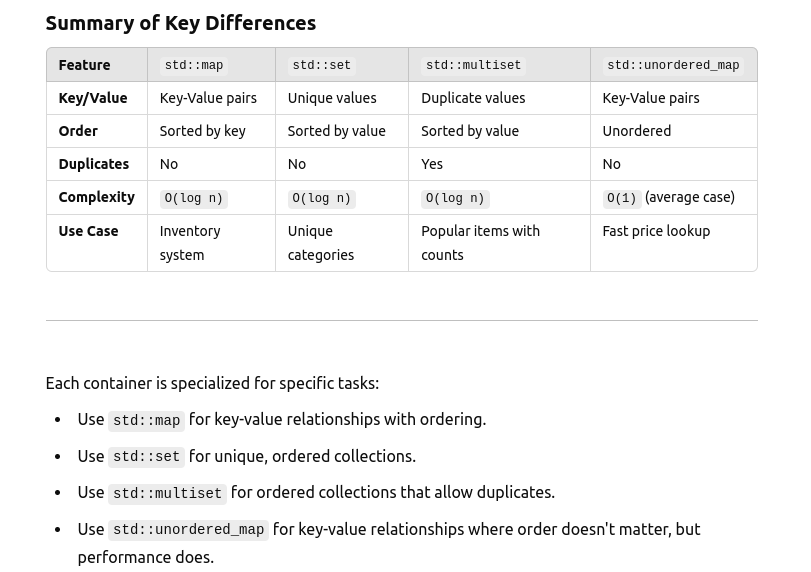 Summary of Key Differences
Feature std::map std::set std::multiset std::unordered_map
Key/Value Key-Value pairs Unique values Duplicate values Key-Value pairs
Order Sorted by key Sorted by value Sorted by value Unordered
Duplicates No No Yes No
Complexity O(log n) O(log n) O(log n) O(1) (average case)
Use Case Inventory Unique Popular items with Fast price lookup
system categories counts
Each container is specialized for specific tasks:
• Use std::map for key-value relationships with ordering.
• Use std::set for unique, ordered collections.
• Use std::multiset for ordered collections that allow duplicates.
• Use std::unordered_map for key-value relationships where order doesn't matter, but
performance does.